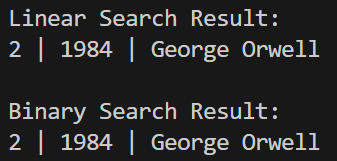 Linear Search Result:
2 | 1984 | George Orwell
Binary Search Result:
2 | 1984 | George Orwell